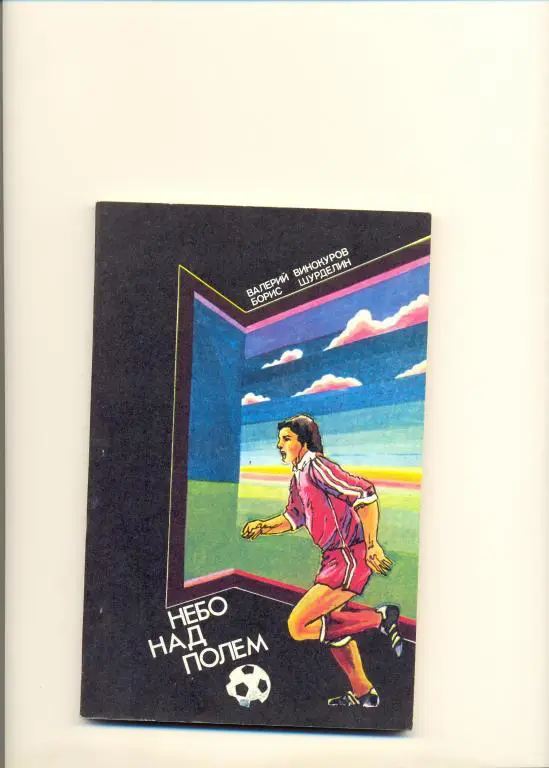 ВАЛЕРИЙ ВИНОКУРОВ
БОРИС ШУРДЕЛИН
НЕБО
НАД
ПОЛЕМ